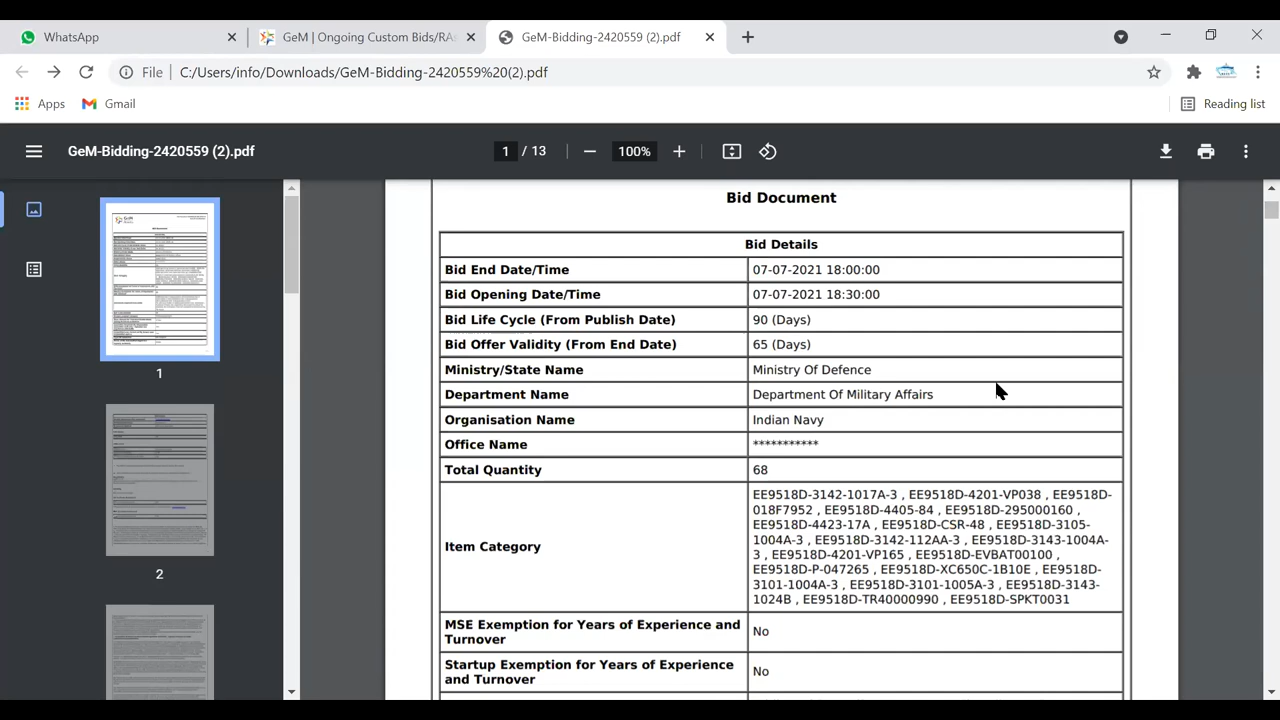 WhatsApp
GeM | Ongoing Custom Bids/RAs
GeM-Bidding-2420559 (2).pdf
File
C:/Users/info/Downloads/GeM-Bidding-2420559%20(2).pdf
Apps
Gmail
Reading list
GeM-Bidding-2420559 (2).pdf
1 / 13
100%
1
2
Bid Document
Bid Details
Bid End Date/Time 07-07-2021 18:00:00
Bid Opening Date/Time 07-07-2021 18:30:00
Bid Life Cycle (From Publish Date) 90 (Days)
Bid Offer Validity (From End Date) 65 (Days)
Ministry/State Name Ministry Of Defence
Department Name Department Of Military Affairs
Organisation Name Indian Navy
Office Name ***********
Total Quantity 68
Item Category
EE9518D-3142-1017A-3 , EE9518D-4201-VP038 , EE9518D-
018F7952 , EE9518D-4405-84 , EE9518D-295000160 ,
EE9518D-4423-17A , EE9518D-CSR-48 , EE9518D-3105-
1004A-3 , EE9518D-3142-112AA-3 , EE9518D-3143-1004A-
3 , EE9518D-4201-VP165 , EE9518D-EVBAT00100 ,
EE9518D-P-047265 , EE9518D-XC650C-1B10E , EE9518D-
3101-1004A-3 , EE9518D-3101-1005A-3 , EE9518D-3143-
1024B , EE9518D-TR40000990 , EE9518D-SPKT0031
MSE Exemption for Years of Experience and
Turnover
No
Startup Exemption for Years of Experience
and Turnover
No